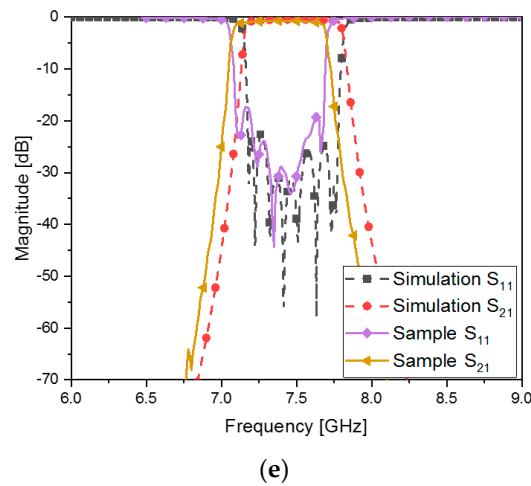 0
-10
-20
-30
-40
-50
-60
-70
Magnitude [dB]
Simulation S₁₁
Simulation S₂₁
Sample S₁₁
Sample S₂₁
6.0 6.5 7.0 7.5 8.0 8.5 9.0
Frequency [GHz]
(e)